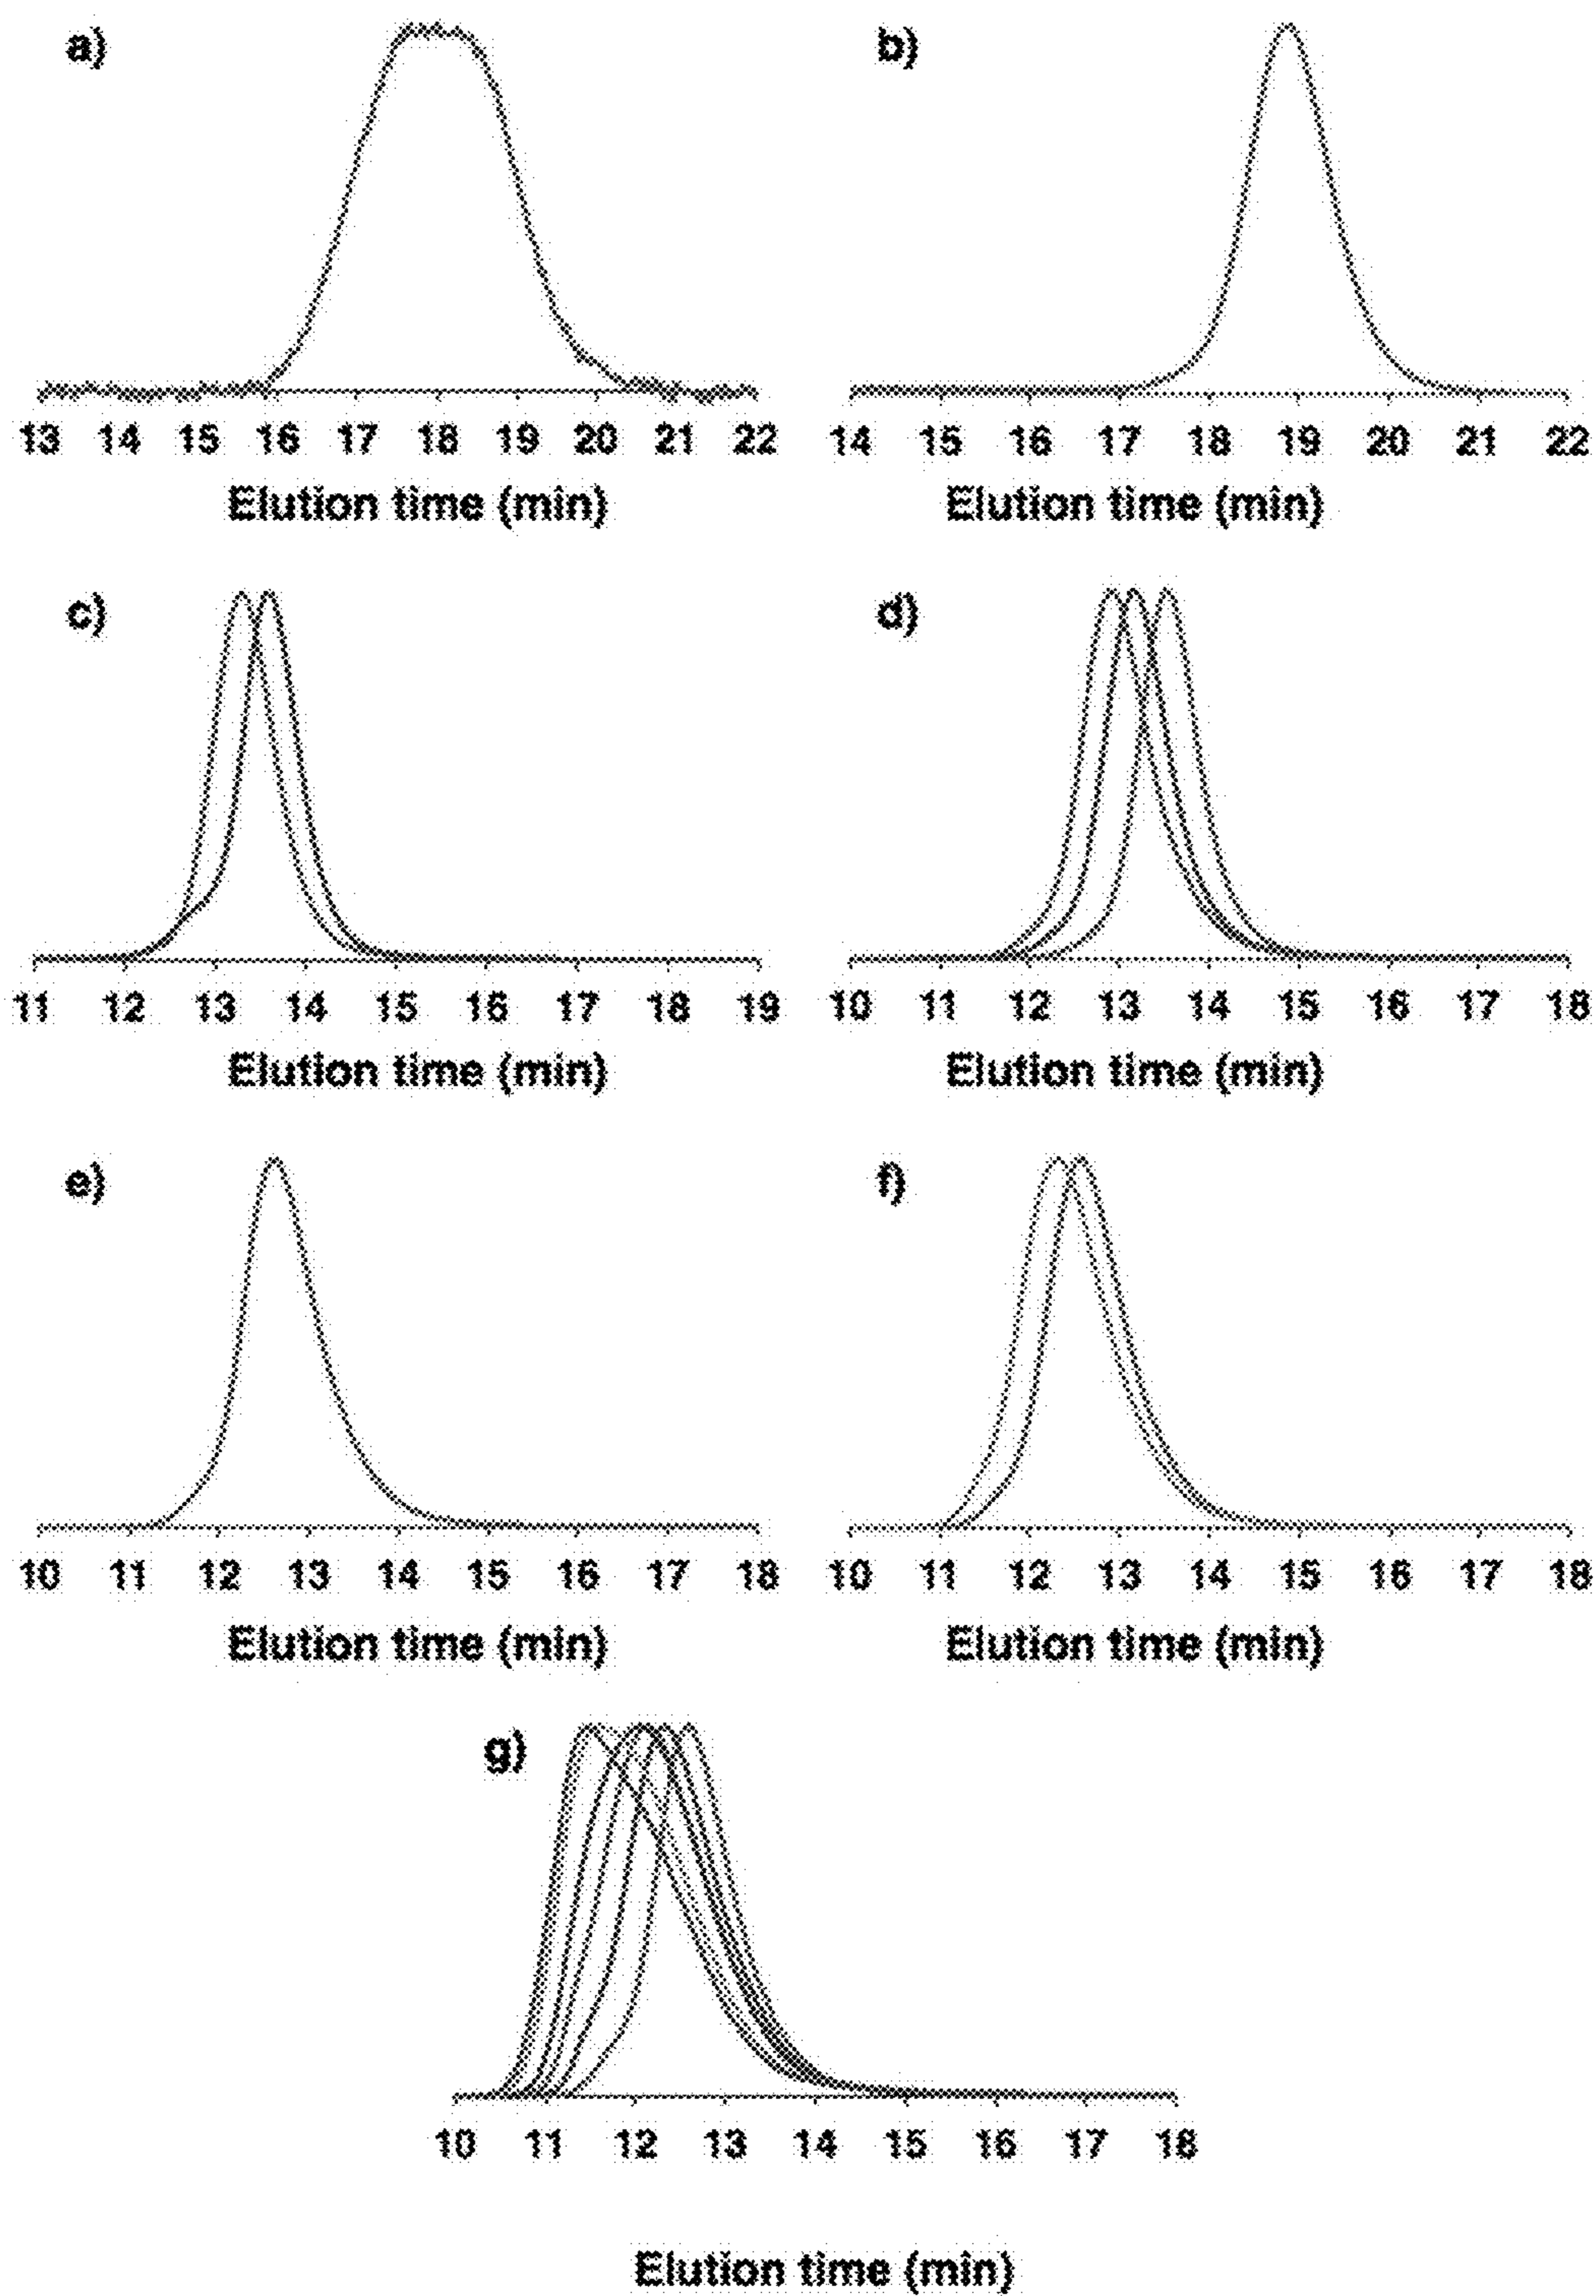 a) b)
13 14 15 16 17 18 19 20 21 22 14 15 16 17 18 19 20 21 22
Elution time (min) Elution time (min)
c) d)
11 12 13 14 15 16 17 18 19 10 11 12 13 14 15 16 17 18
Elution time (min) Elution time (min)
e) f)
10 11 12 13 14 15 16 17 18 10 11 12 13 14 15 16 17 18
Elution time (min) Elution time (min)
g)
10 11 12 13 14 15 16 17 18
Elution time (min)